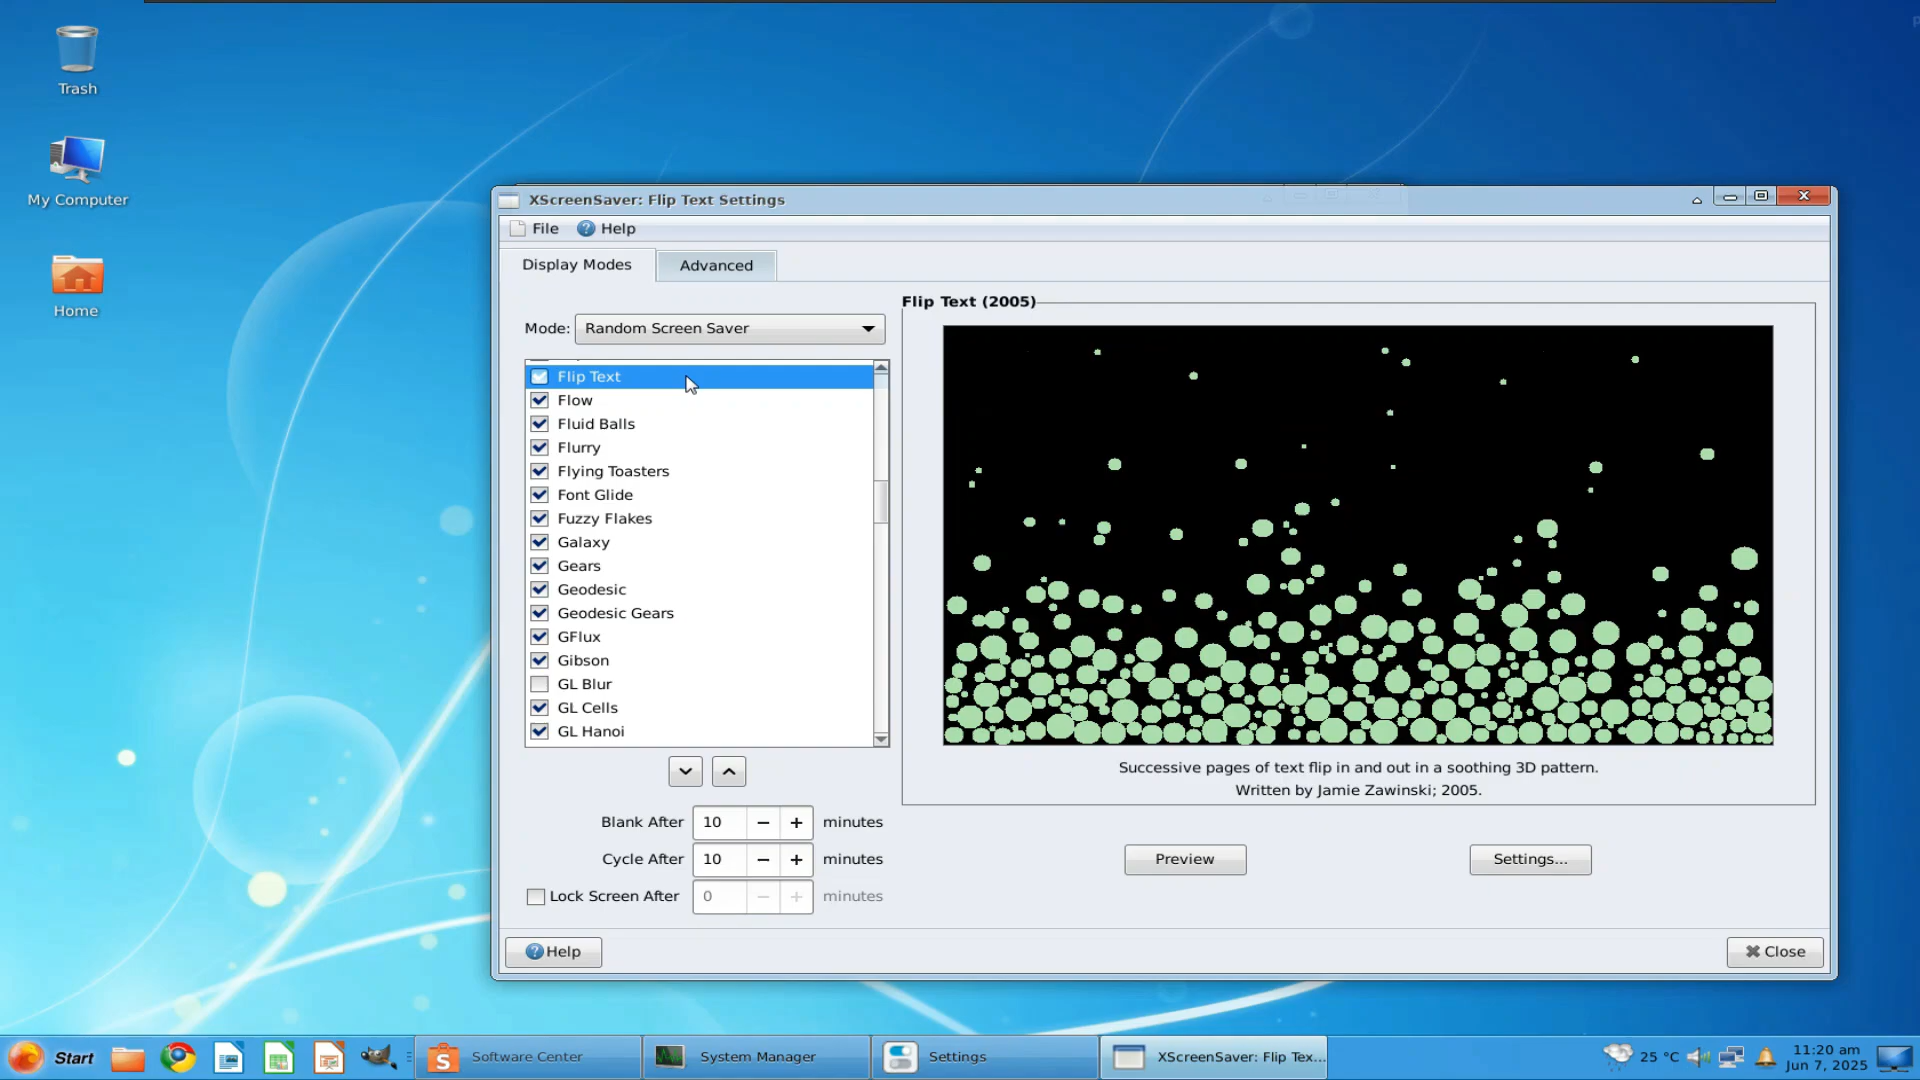 Trash
My Computer
Home
XScreenSaver: Flip Text Settings
File Help
Display Modes Advanced
Mode: Random Screen Saver
Flip Text
Flow
Fluid Balls
Flurry
Flying Toasters
Font Glide
Fuzzy Flakes
Galaxy
Gears
Geodesic
Geodesic Gears
GFlux
Gibson
GL Blur
GL Cells
GL Hanoi
Blank After 10 − + minutes
Cycle After 10 − + minutes
Lock Screen After 0 − + minutes
Flip Text (2005)
Successive pages of text flip in and out in a soothing 3D pattern.
Written by Jamie Zawinski; 2005.
Preview Settings...
Help Close
Start
Software Center
System Manager
Settings
XScreenSaver: Flip Tex...
25 °C
11:20 am
Jun 7, 2025